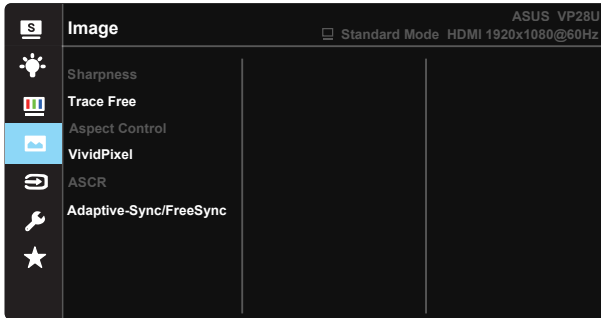 S
Image
ASUS VP28U
Standard Mode HDMI 1920x1080@60Hz
Sharpness
Trace Free
Aspect Control
VividPixel
ASCR
Adaptive-Sync/FreeSync